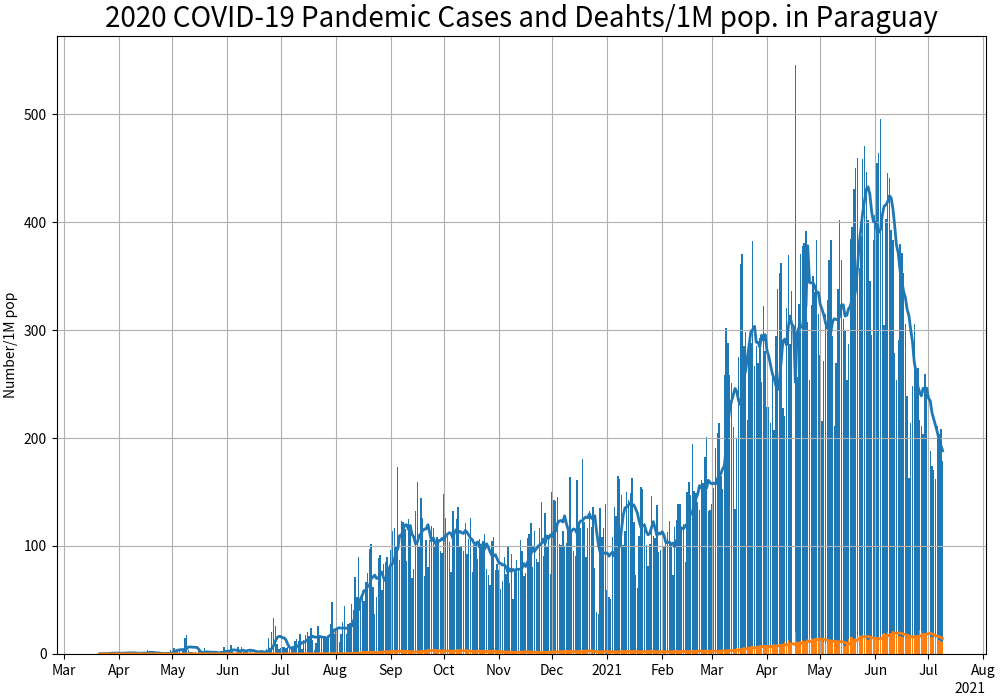 2020 COVID-19 Pandemic Cases and Deahts/1M pop. in Paraguay
Number/1M pop
500
400
300
200
100
0
Mar Apr May Jun Jul Aug Sep Oct Nov Dec 2021 Feb Mar Apr May Jun Jul Aug
2021